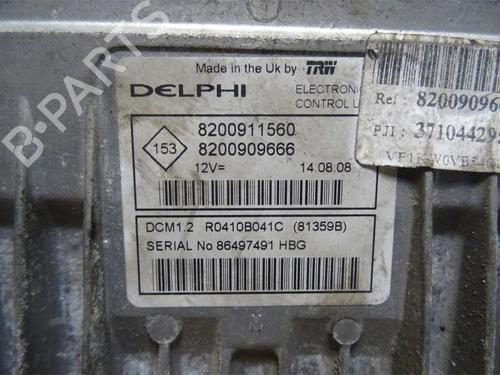 Made in the Uk by TRW
DELPHI
ELECTRONIC
CONTROL U
153
8200911560
8200909666
12V=
14.08.08
DCM1.2 R0410B041C (81359B)
SERIAL No 86497491 HBG
Ref : 820090966
PJI : 37104429
B-PARTS